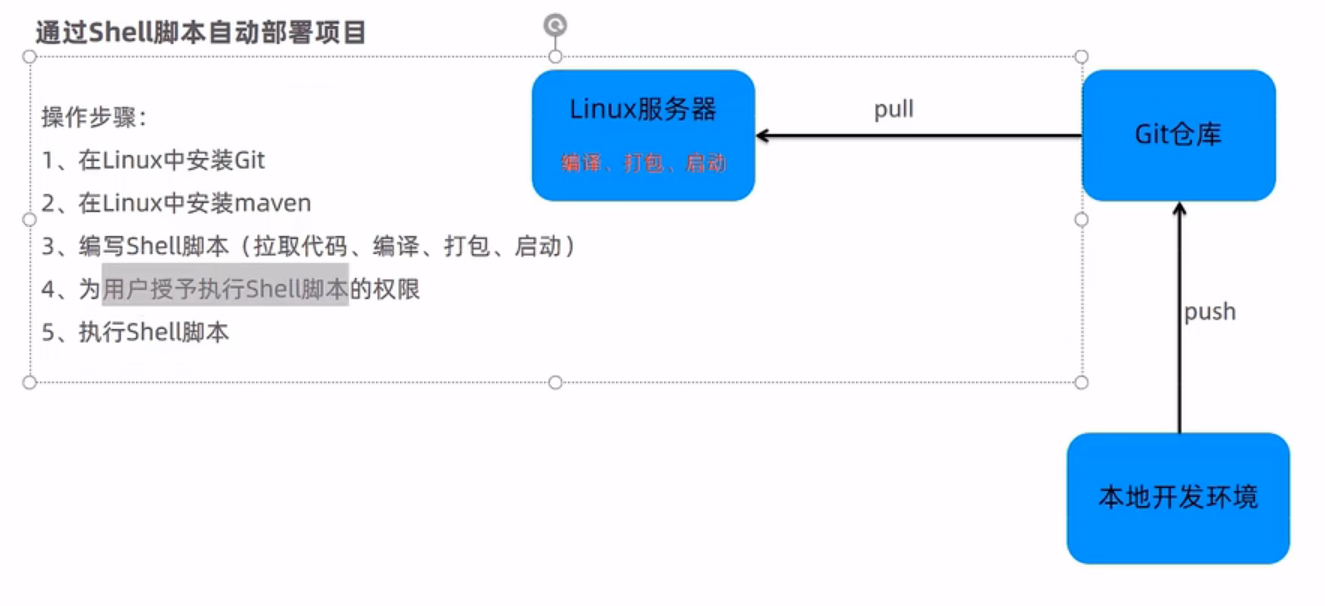 通过Shell脚本自动部署项目
操作步骤：
1、在Linux中安装Git
2、在Linux中安装maven
3、编写Shell脚本（拉取代码、编译、打包、启动）
4、为用户授予执行Shell脚本的权限
5、执行Shell脚本
Linux服务器
编译、打包、启动
pull
Git仓库
push
本地开发环境